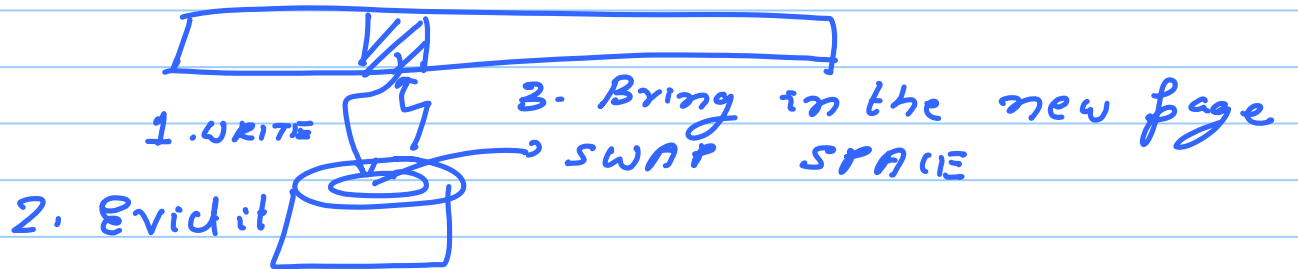 3. Bring in the new page
1. WRITE
SWAP SPACE
2. Evict it